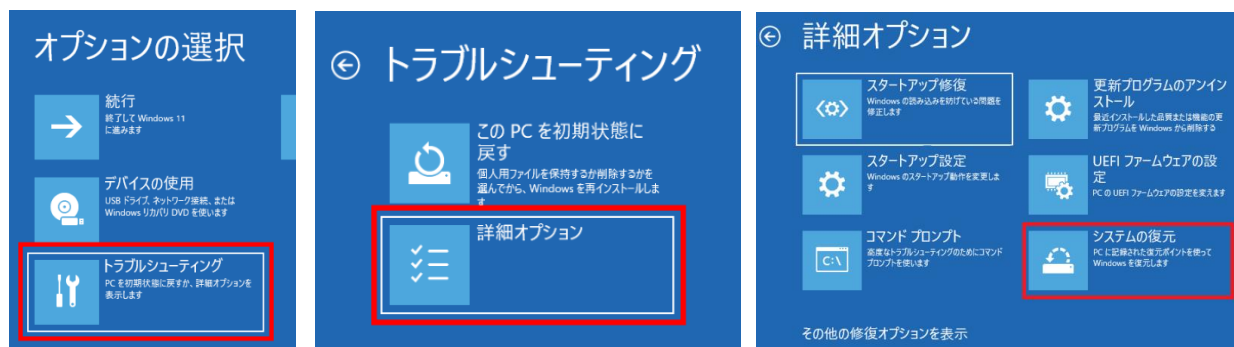 オプションの選択
続行
終了して Windows 11
に進みます
デバイスの使用
USB ドライブ、ネットワーク接続、または
Windows リカバリ DVD を使います
トラブルシューティング
PC を初期状態に戻すか、詳細オプションを
表示します
トラブルシューティング
この PC を初期状態に
戻す
個人用ファイルを保持するか削除するかを
選んでから、Windows を再インストールしま
す。
詳細オプション
詳細オプション
スタートアップ修復
Windows の読み込みを妨げている問題を
修正します
スタートアップ設定
Windows のスタートアップ動作を変更しま
す
コマンド プロンプト
高度なトラブルシューティングのためにコマンド
プロンプトを使います
C:\
更新プログラムのアンイン
ストール
最近インストールした品質または機能の更
新プログラムを Windows から削除する
UEFI ファームウェアの設
定
PC の UEFI ファームウェアの設定を変えます
システムの復元
PC に記録された復元ポイントを使って
Windows を復元します
その他の修復オプションを表示